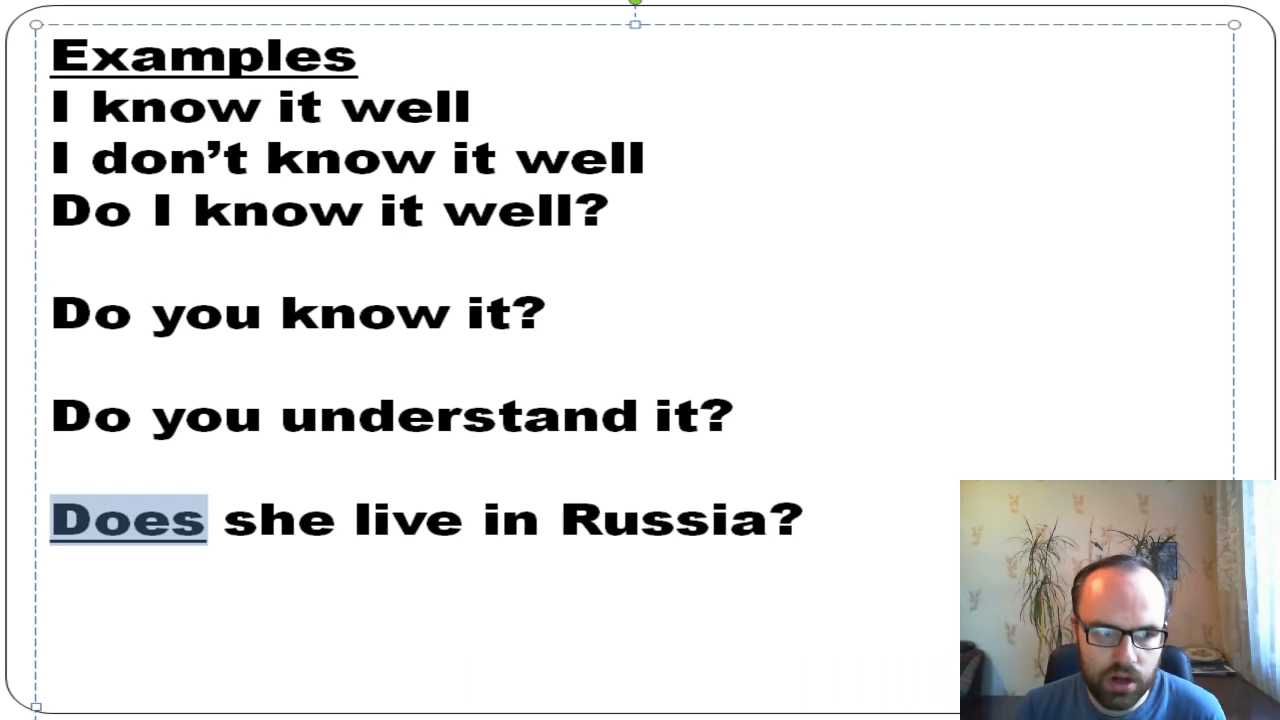 Examples
I know it well
I don’t know it well
Do I know it well?
Do you know it?
Do you understand it?
Does she live in Russia?